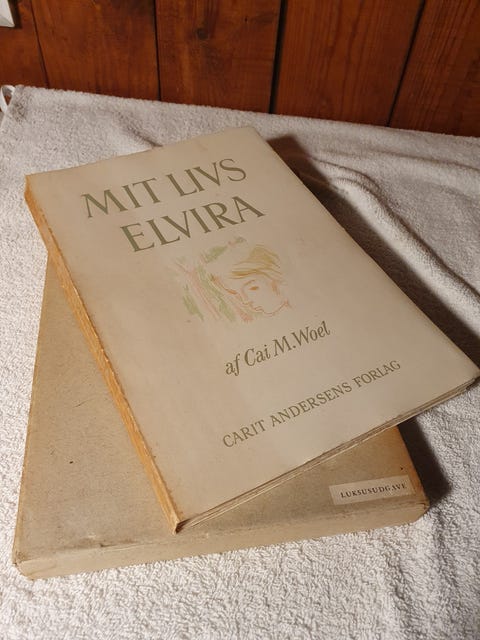 MIT LIVS
ELVIRA
af Cai M. Woel
CARIT ANDERSENS FORLAG
LUKSUSUDGAVE